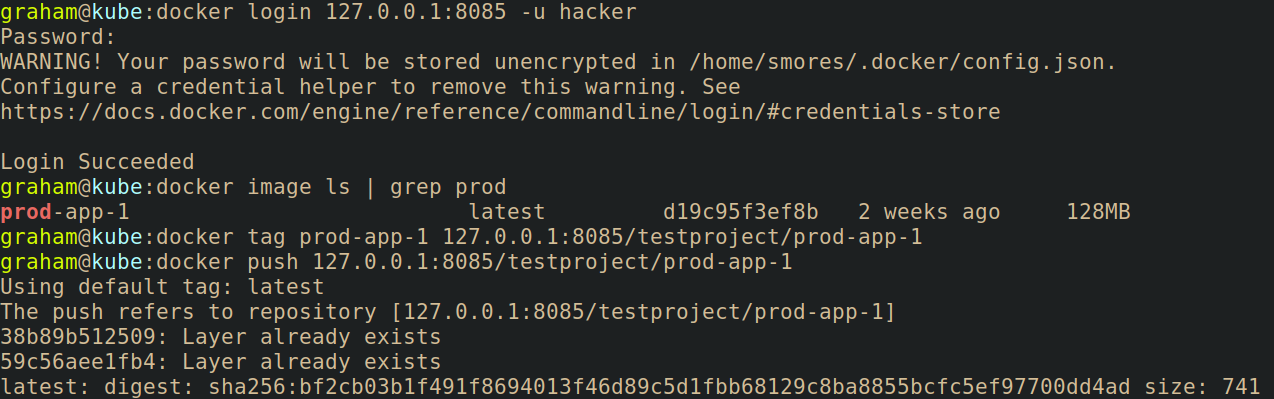 graham@kube:docker login 127.0.0.1:8085 -u hacker
Password:
WARNING! Your password will be stored unencrypted in /home/smores/.docker/config.json.
Configure a credential helper to remove this warning. See
https://docs.docker.com/engine/reference/commandline/login/#credentials-store
Login Succeeded
graham@kube:docker image ls | grep prod
prod-app-1 latest d19c95f3ef8b 2 weeks ago 128MB
graham@kube:docker tag prod-app-1 127.0.0.1:8085/testproject/prod-app-1
graham@kube:docker push 127.0.0.1:8085/testproject/prod-app-1
Using default tag: latest
The push refers to repository [127.0.0.1:8085/testproject/prod-app-1]
38b89b512509: Layer already exists
59c56aee1fb4: Layer already exists
latest: digest: sha256:bf2cb03b1f491f8694013f46d89c5d1fbb68129c8ba8855bcfc5ef97700dd4ad size: 741